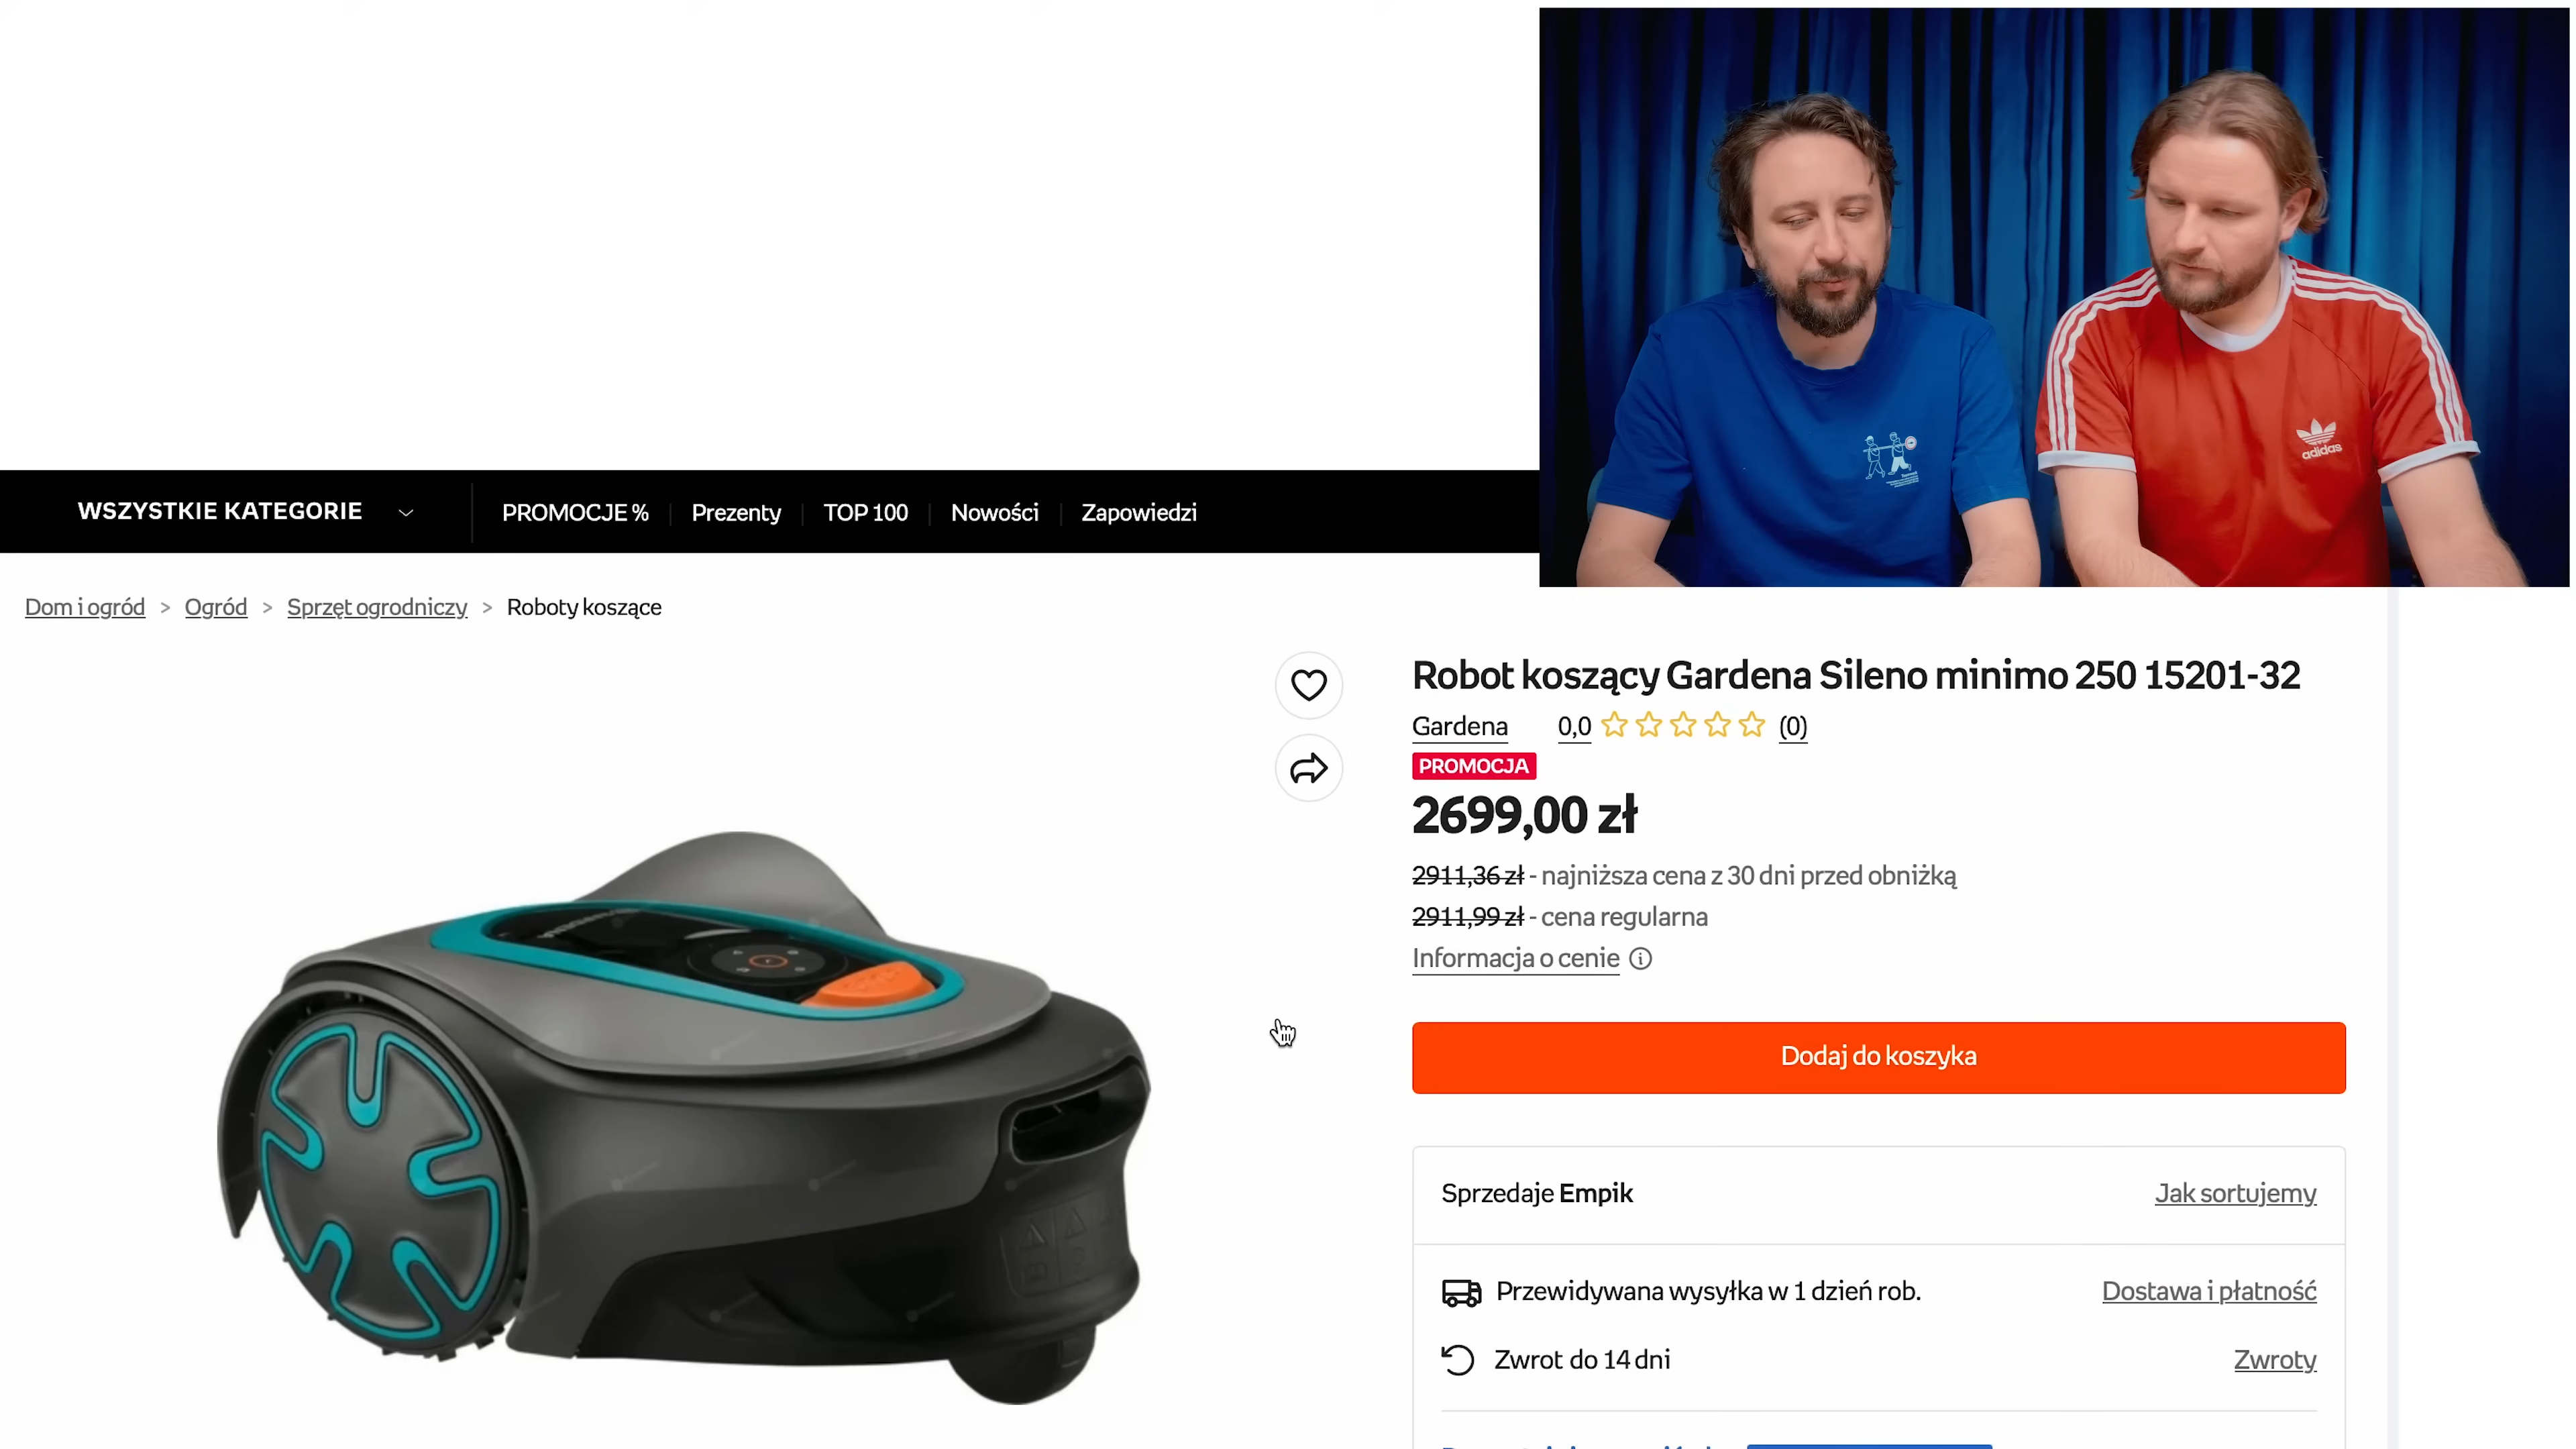 adidas
WSZYSTKIE KATEGORIE
PROMOCJE %
Prezenty
TOP 100
Nowości
Zapowiedzi
Dom i ogród > Ogród > Sprzęt ogrodniczy > Roboty koszące
Robot koszący Gardena Sileno minimo 250 15201-32
Gardena 0,0 (0)
PROMOCJA
2699,00 zł
2911,36 zł - najniższa cena z 30 dni przed obniżką
2911,99 zł - cena regularna
Informacja o cenie
Dodaj do koszyka
Sprzedaje Empik
Jak sortujemy
Przewidywana wysyłka w 1 dzień rob.
Dostawa i płatność
Zwrot do 14 dni
Zwroty